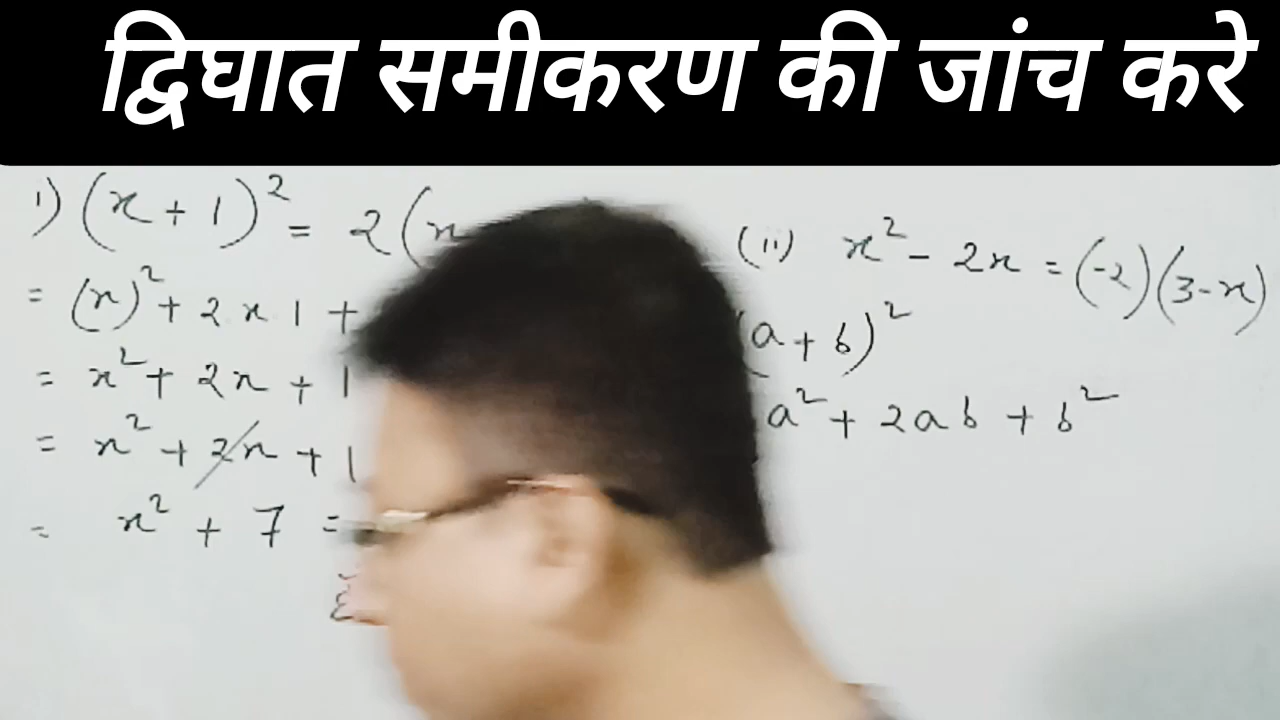 द्विघात समीकरण की जांच करे
i) (x + 1)² = 2(x
= (x)² + 2 x 1 +
= x² + 2x + 1
= x² + 2x + 1
= x² + 7 =
है
(ii) x² - 2x = (-2)(3-x)
(a + b)²
a² + 2ab + b²